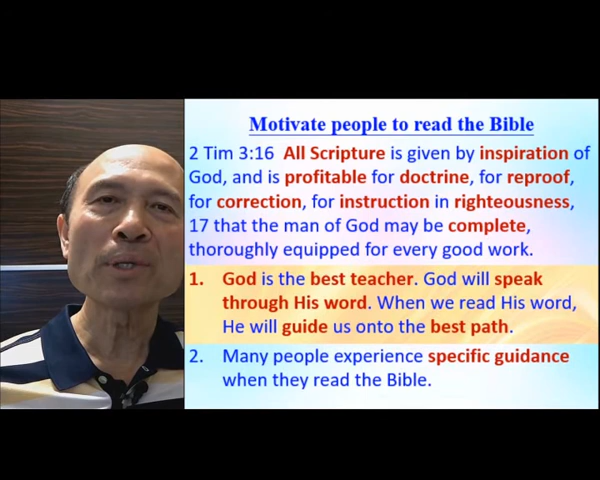 Motivate people to read the Bible
2 Tim 3:16 All Scripture is given by inspiration of
God, and is profitable for doctrine, for reproof,
for correction, for instruction in righteousness,
17 that the man of God may be complete,
thoroughly equipped for every good work.
1. God is the best teacher. God will speak
through His word. When we read His word,
He will guide us onto the best path.
2. Many people experience specific guidance
when they read the Bible.